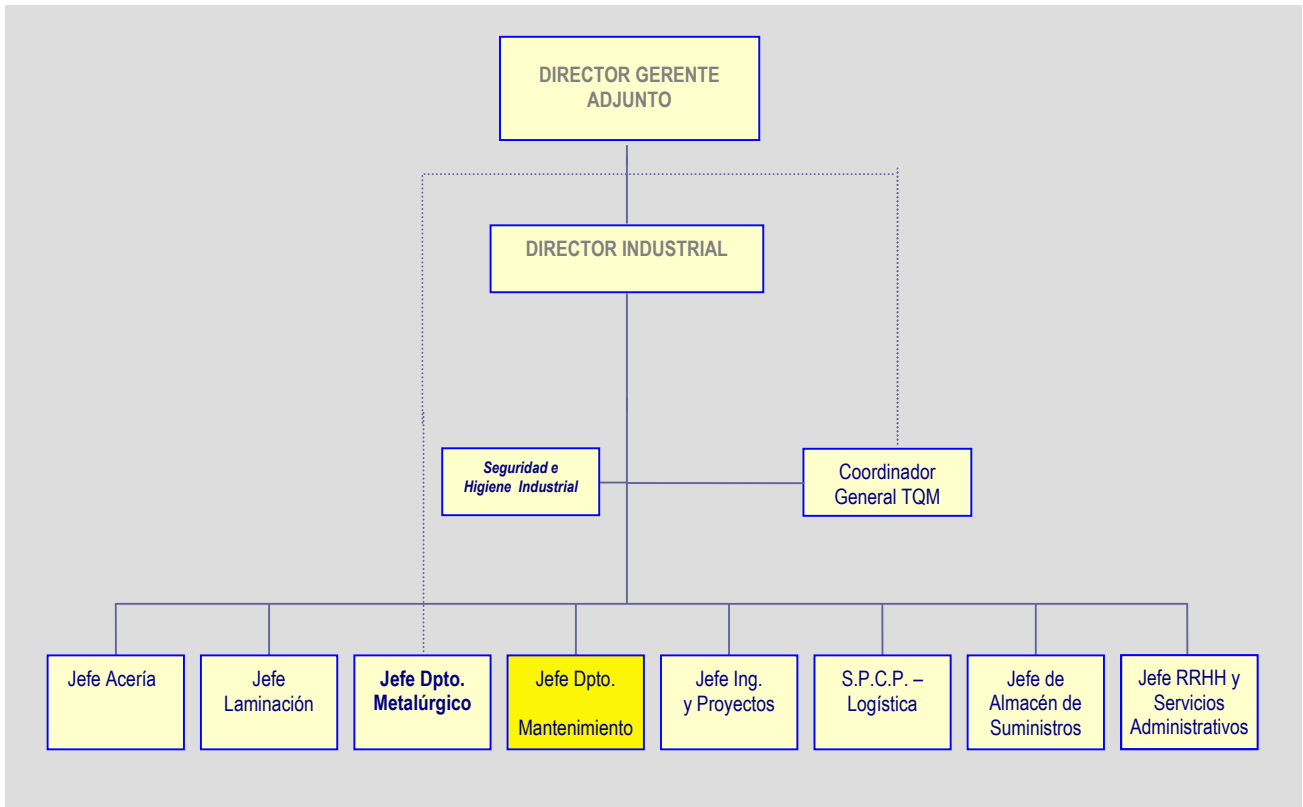 DIRECTOR GERENTE
ADJUNTO
DIRECTOR INDUSTRIAL
Seguridad e
Higiene Industrial
Coordinador
General TQM
Jefe Acería
Jefe
Laminación
Jefe Dpto.
Metalúrgico
Jefe Dpto.
Mantenimiento
Jefe Ing.
y Proyectos
S.P.C.P. –
Logística
Jefe de
Almacén de
Suministros
Jefe RRHH y
Servicios
Administrativos